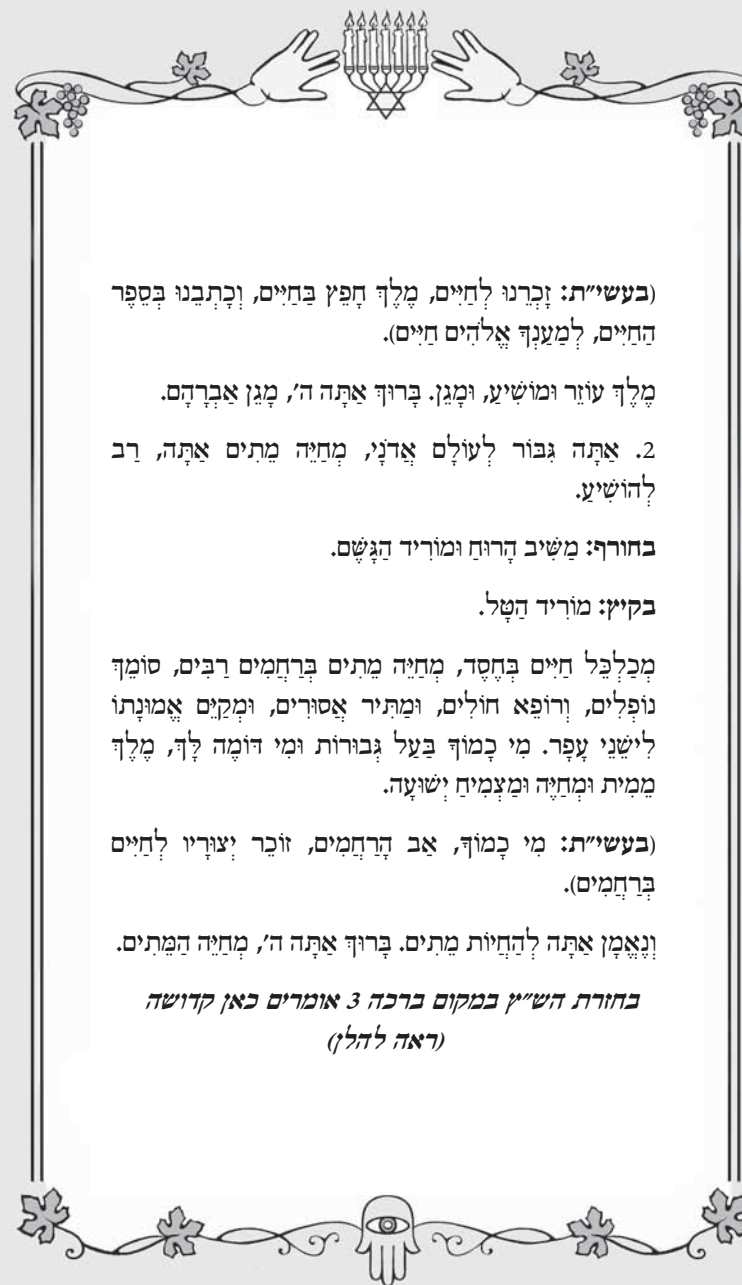 (בעשי״ת: זָכְרֵנוּ לְחַיִּים, מֶלֶךְ חָפֵץ בַּחַיִּים, וְכָתְבֵנוּ בְּסֵפֶר
הַחַיִּים, לְמַעַנְךָ אֱלֹהִים חַיִּים).
מֶלֶךְ עוֹזֵר וּמוֹשִׁיעַ, וּמָגֵן. בָּרוּךְ אַתָּה ה׳, מָגֵן אַבְרָהָם.
2. אַתָּה גִּבּוֹר לְעוֹלָם אֲדֹנָי, מְחַיֵּה מֵתִים אַתָּה, רַב
לְהוֹשִׁיעַ.
בחורף: מַשִּׁיב הָרוּחַ וּמוֹרִיד הַגָּשֶּׁם.
בקיץ: מוֹרִיד הַטָּל.
מְכַלְכֵּל חַיִּים בְּחֶסֶד, מְחַיֵּה מֵתִים בְּרַחֲמִים רַבִּים, סוֹמֵךְ
נוֹפְלִים, וְרוֹפֵא חוֹלִים, וּמַתִּיר אֲסוּרִים, וּמְקַיֵּם אֱמוּנָתוֹ
לִישֵׁנֵי עָפָר. מִי כָמוֹךָ בַּעַל גְּבוּרוֹת וּמִי דּוֹמֶה לָּךְ, מֶלֶךְ
מֵמִית וּמְחַיֶּה וּמַצְמִיחַ יְשׁוּעָה.
(בעשי״ת: מִי כָמוֹךָ, אַב הָרַחֲמִים, זוֹכֵר יְצוּרָיו לְחַיִּים
בְּרַחֲמִים).
וְנֶאֱמָן אַתָּה לְהַחֲיוֹת מֵתִים. בָּרוּךְ אַתָּה ה׳, מְחַיֵּה הַמֵּתִים.
בחזרת הש״ץ במקום ברכה 3 אומרים כאן קדושה
(ראה להלן)